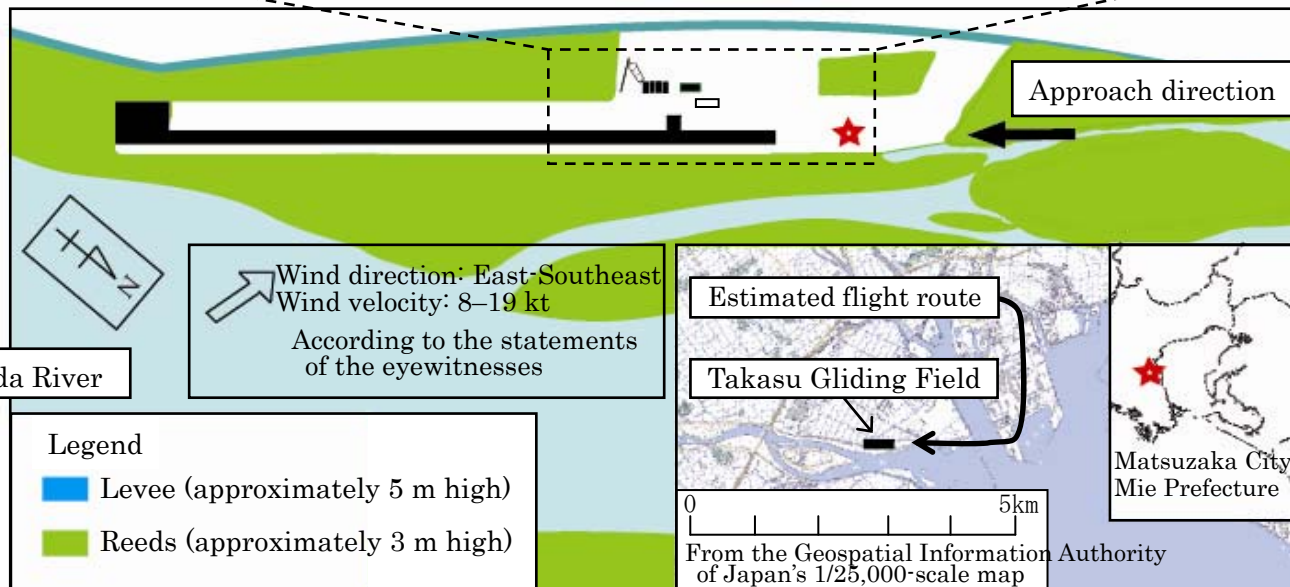 Approach direction
N
Wind direction: East-Southeast
Wind velocity: 8–19 kt
According to the statements
of the eyewitnesses
da River
Legend
Levee (approximately 5 m high)
Reeds (approximately 3 m high)
Estimated flight route
Takasu Gliding Field
0 5km
From the Geospatial Information Authority
of Japan's 1/25,000-scale map
Matsuzaka City
Mie Prefecture